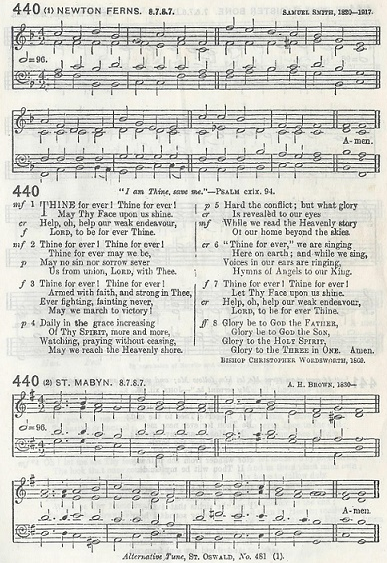 440 (1) NEWTON FERNS. 8.7.8.7. SAMUEL SMITH, 1820–1917.
=96.
A-men.
440 "I am Thine, save me."—PSALM cxix. 94.
mf 1 THINE for ever! Thine for ever!
May Thy Face upon us shine.
cr Help, oh, help our weak endeavour,
f LORD, to be for ever Thine.
mf 2 Thine for ever! Thine for ever!
Thine for ever may we be,
p May no sin nor sorrow sever
Us from union, LORD, with Thee.
f 3 Thine for ever! Thine for ever!
Armed with faith, and strong in Thee,
Ever fighting, fainting never,
May we march to victory!
p 4 Daily in the grace increasing
Of Thy SPIRIT, more and more,
Watching, praying without ceasing,
May we reach the Heavenly shore.
p 5 Hard the conflict; but what glory
cr Is revealèd to our eyes
mf While we read the Heavenly story
Of our home beyond the skies.
cr 6 "Thine for ever," we are singing
Here on earth; and while we sing,
Voices in our ears are ringing,
Hymns of Angels to our King.
f 7 Thine for ever! Thine for ever!
Let Thy Face upon us shine.
cr Help, oh, help our weak endeavour,
LORD, to be for ever Thine.
ff 8 Glory be to GOD the FATHER,
Glory be to GOD the SON,
Glory to the HOLY SPIRIT,
Glory to the THREE in ONE. Amen.
BISHOP CHRISTOPHER WORDSWORTH, 1869.
440 (2) ST. MABYN. 8.7.8.7. A. H. BROWN, 1830–
=96.
A-men.
Alternative Tune, ST. OSWALD, No. 481 (1).